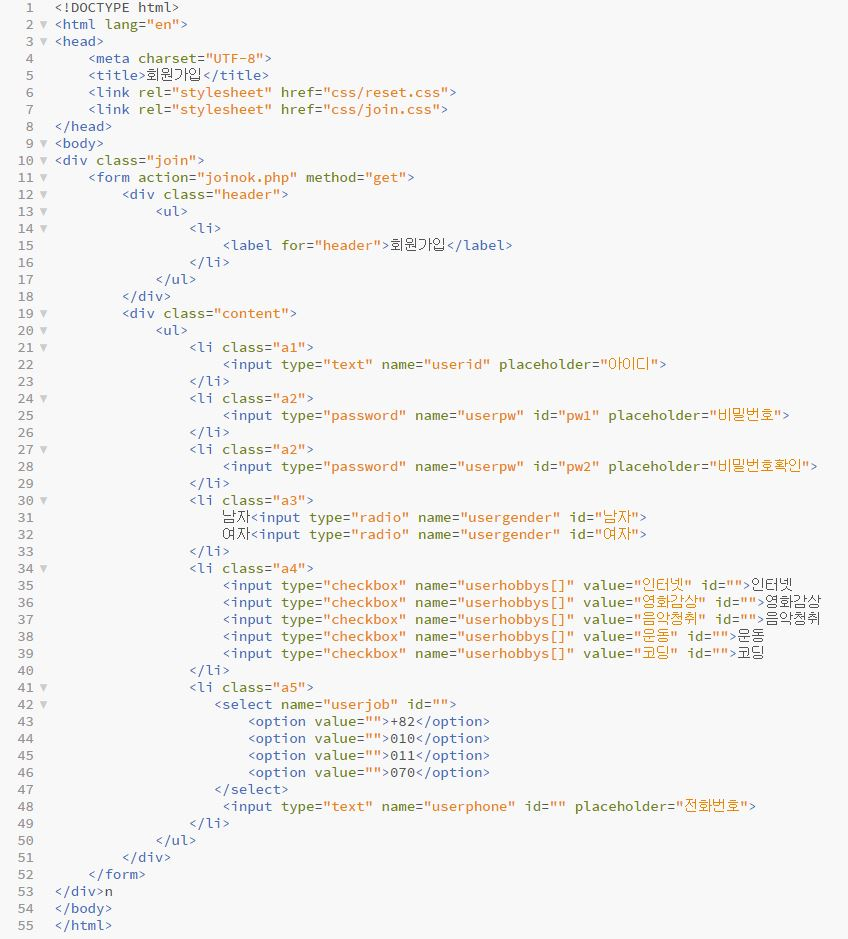 1 <!DOCTYPE html>
2 <html lang="en">
3 <head>
4     <meta charset="UTF-8">
5     <title>회원가입</title>
6     <link rel="stylesheet" href="css/reset.css">
7     <link rel="stylesheet" href="css/join.css">
8 </head>
9 <body>
10 <div class="join">
11     <form action="joinok.php" method="get">
12         <div class="header">
13             <ul>
14                 <li>
15                     <label for="header">회원가입</label>
16                 </li>
17             </ul>
18         </div>
19         <div class="content">
20             <ul>
21                 <li class="a1">
22                     <input type="text" name="userid" placeholder="아이디">
23                 </li>
24                 <li class="a2">
25                     <input type="password" name="userpw" id="pw1" placeholder="비밀번호">
26                 </li>
27                 <li class="a2">
28                     <input type="password" name="userpw" id="pw2" placeholder="비밀번호확인">
29                 </li>
30                 <li class="a3">
31                     남자<input type="radio" name="usergender" id="남자">
32                     여자<input type="radio" name="usergender" id="여자">
33                 </li>
34                 <li class="a4">
35                     <input type="checkbox" name="userhobbys[]" value="인터넷" id="">인터넷
36                     <input type="checkbox" name="userhobbys[]" value="영화감상" id="">영화감상
37                     <input type="checkbox" name="userhobbys[]" value="음악청취" id="">음악청취
38                     <input type="checkbox" name="userhobbys[]" value="운동" id="">운동
39                     <input type="checkbox" name="userhobbys[]" value="코딩" id="">코딩
40                 </li>
41                 <li class="a5">
42                    <select name="userjob" id="">
43                        <option value="">+82</option>
44                        <option value="">010</option>
45                        <option value="">011</option>
46                        <option value="">070</option>
47                    </select>
48                     <input type="text" name="userphone" id="" placeholder="전화번호">
49                 </li>
50             </ul>
51         </div>
52     </form>
53 </div>n
54 </body>
55 </html>